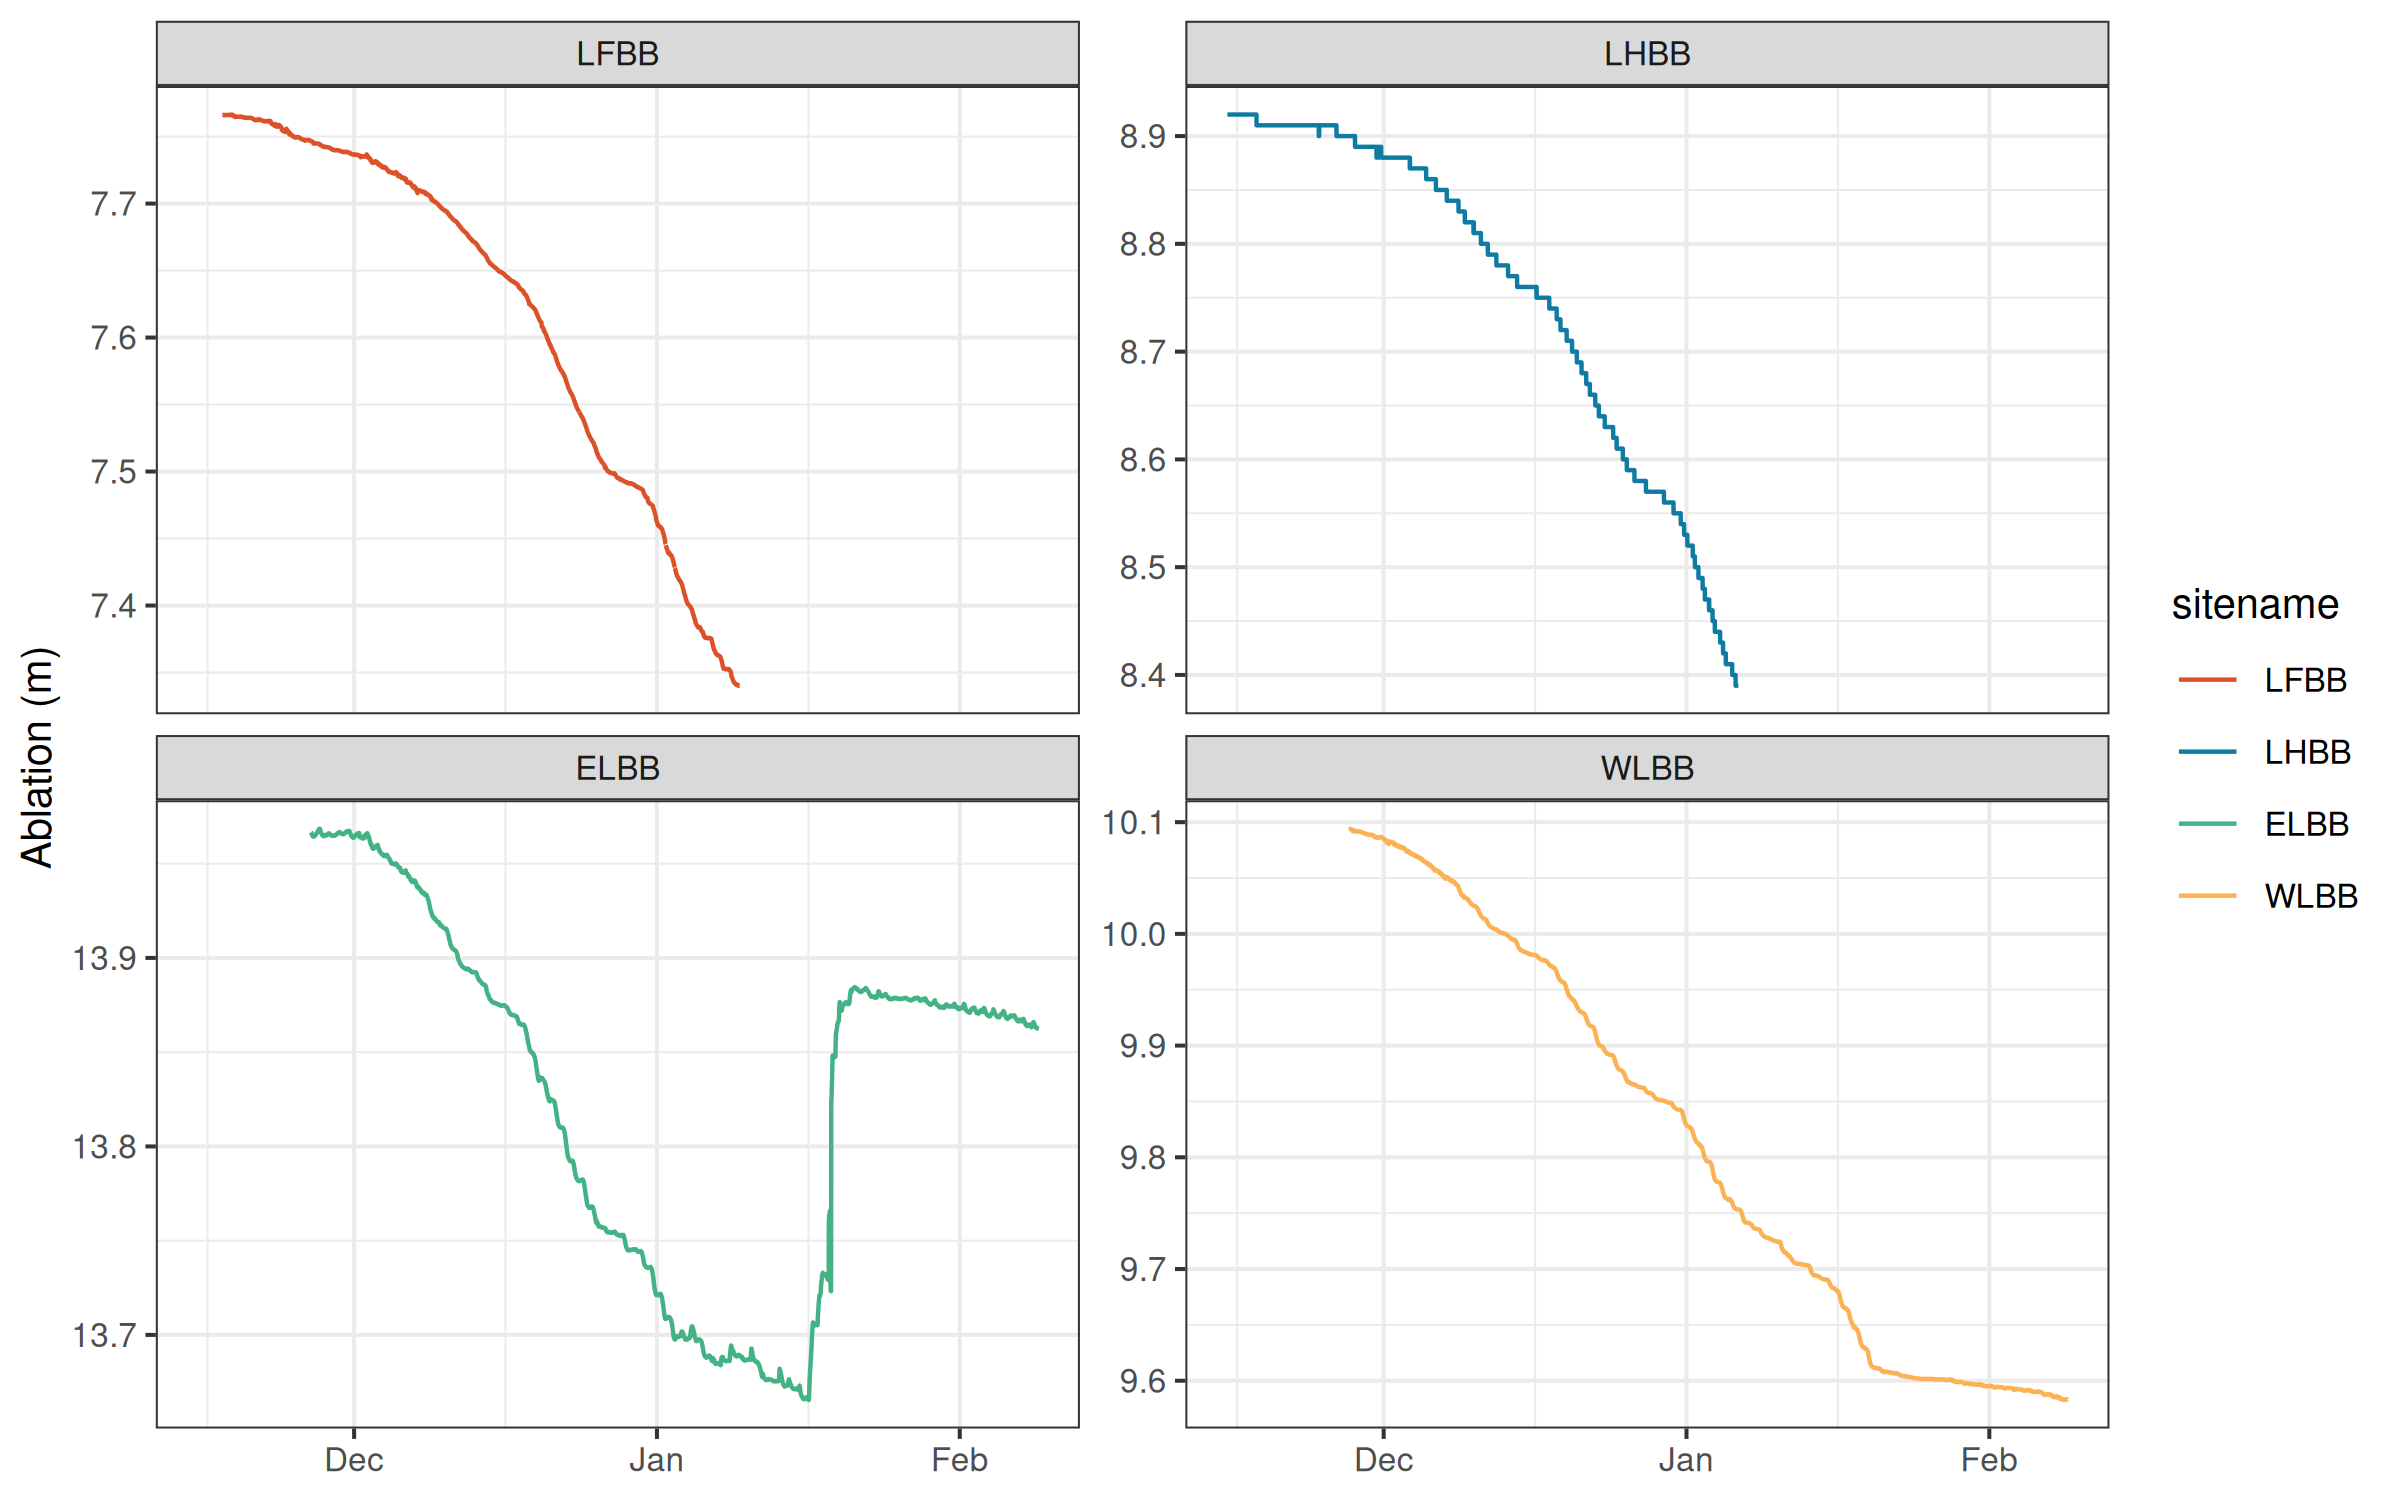 LFBB
LHBB
7.7
7.6
7.5
7.4
8.9
8.8
8.7
8.6
8.5
8.4
Ablation (m)
ELBB
WLBB
13.9
13.8
13.7
10.1
10.0
9.9
9.8
9.7
9.6
Dec
Jan
Feb
Dec
Jan
Feb
sitename
LFBB
LHBB
ELBB
WLBB